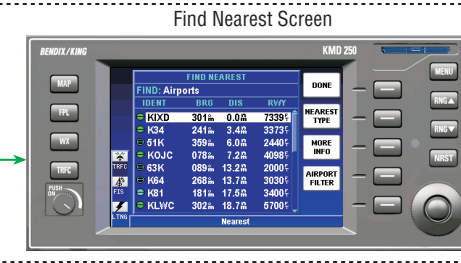 Find Nearest Screen
BENDIX/KING
KMD 250
MAP
FPL
WX
TRFC
PUSH
ON
TRFC
FIS
LTNG
FIND NEAREST
FIND: Airports
IDENT BRG DIS RWY
KIXD 301 0.0 7339
K34 241 3.4 3373
51K 359 6.0 2440
KOJC 078 7.2 4098
63K 089 13.2 2000
K64 268 13.7 3030
K81 181 17.5 3400
KLWC 302 18.7 5700
Nearest
DONE
NEAREST
TYPE
MORE
INFO
AIRPORT
FILTER
MENU
RNG▲
RNG▼
NRST